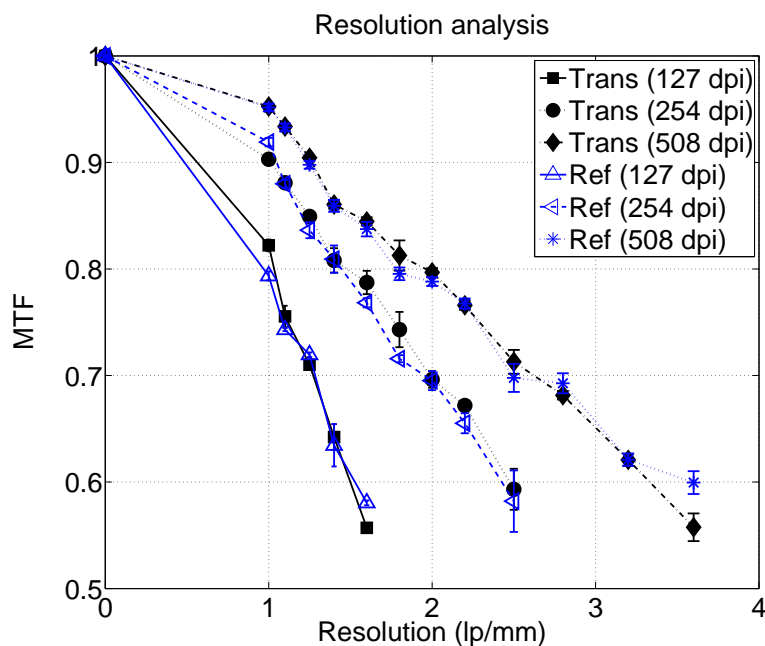 Resolution analysis
1
0.9
0.8
0.7
0.6
0.5
MTF
Trans (127 dpi)
Trans (254 dpi)
Trans (508 dpi)
Ref (127 dpi)
Ref (254 dpi)
Ref (508 dpi)
0 1 2 3 4
Resolution (lp/mm)